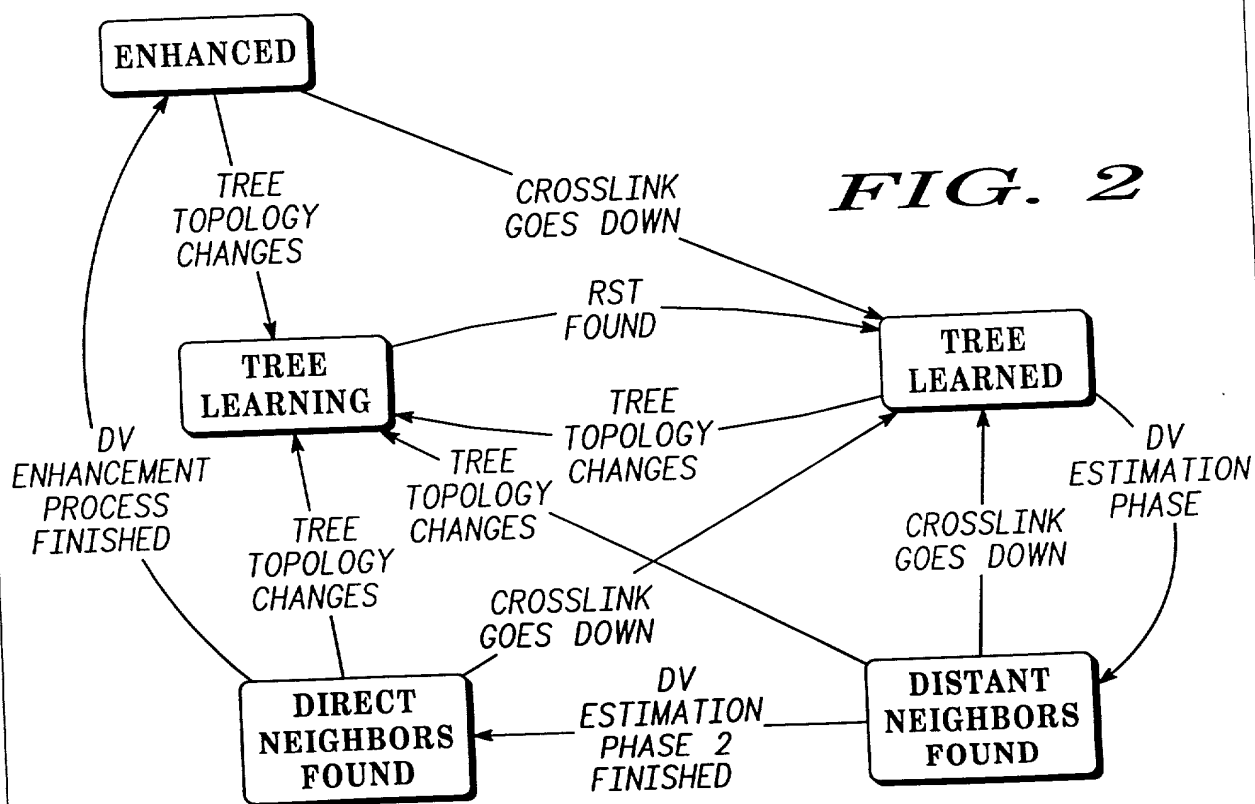 ENHANCED
TREE
TOPOLOGY
CHANGES
CROSSLINK
GOES DOWN
FIG. 2
RST
FOUND
TREE
LEARNING
TREE
LEARNED
TREE
TOPOLOGY
CHANGES
DV
ENHANCEMENT
PROCESS
FINISHED
TREE
TOPOLOGY
CHANGES
TREE
TOPOLOGY
CHANGES
CROSSLINK
GOES DOWN
CROSSLINK
GOES DOWN
DV
ESTIMATION
PHASE
DIRECT
NEIGHBORS
FOUND
DV
ESTIMATION
PHASE 2
FINISHED
DISTANT
NEIGHBORS
FOUND